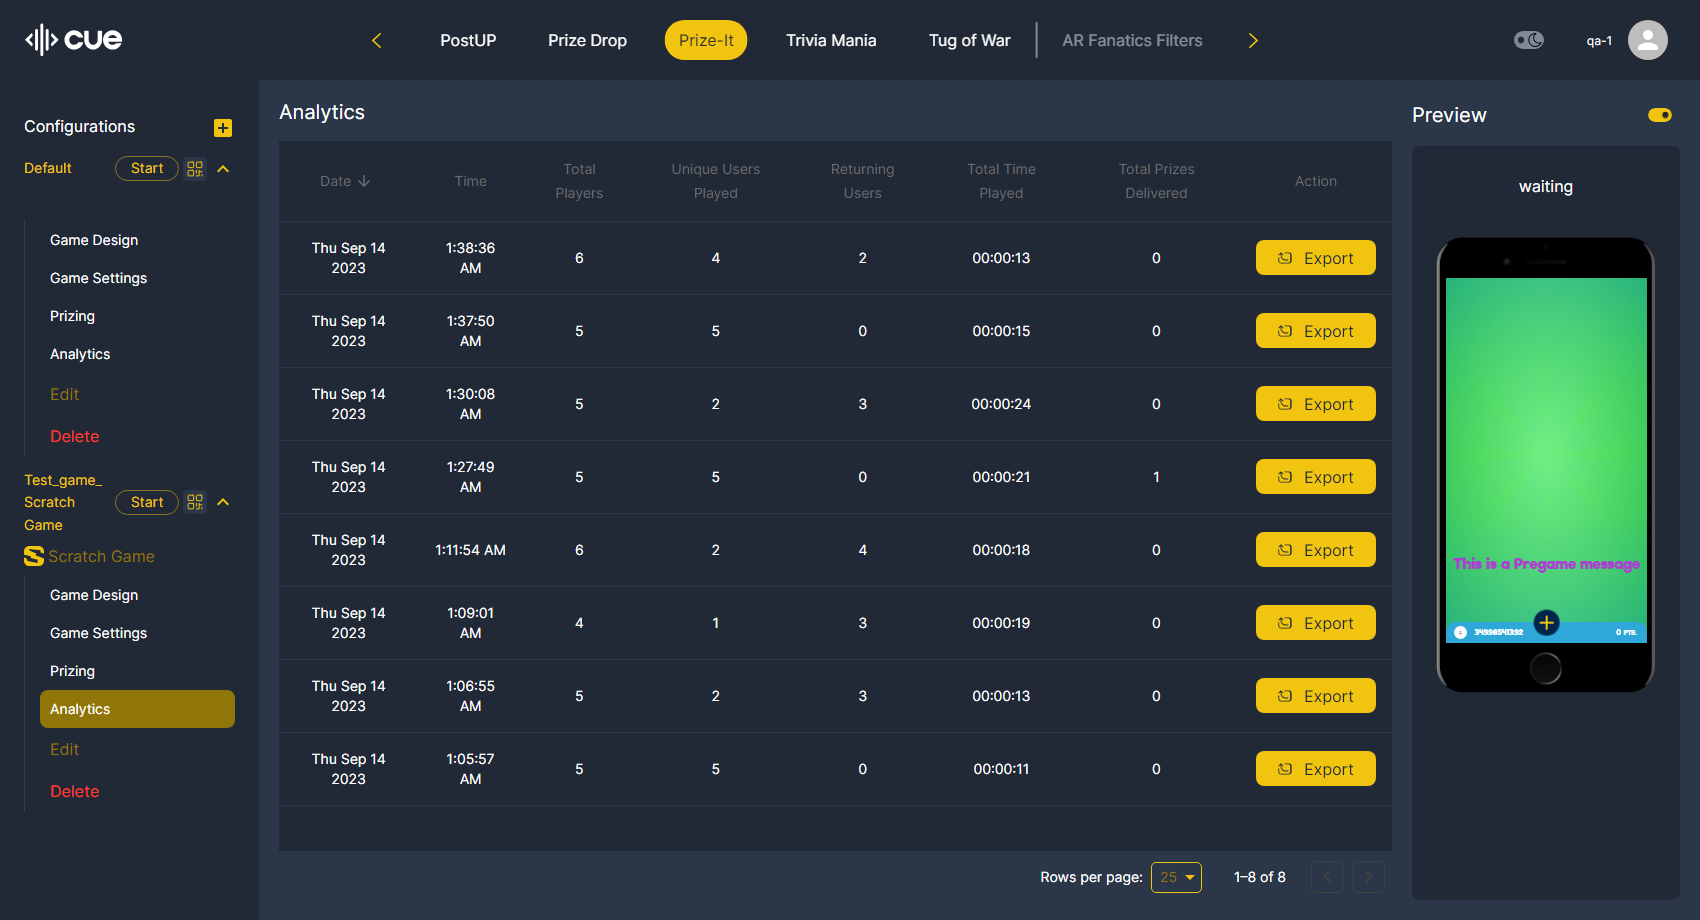 cue
PostUP
Prize Drop
Prize-It
Trivia Mania
Tug of War
AR Fanatics Filters
qa-1
Configurations
Default
Start
Game Design
Game Settings
Prizing
Analytics
Edit
Delete
Test_game_
Scratch
Game
Start
Scratch Game
Game Design
Game Settings
Prizing
Analytics
Edit
Delete
Analytics
Date
Time
Total
Players
Unique Users
Played
Returning
Users
Total Time
Played
Total Prizes
Delivered
Action
Thu Sep 14
2023
1:38:36
AM
6
4
2
00:00:13
0
Export
Thu Sep 14
2023
1:37:50
AM
5
5
0
00:00:15
0
Export
Thu Sep 14
2023
1:30:08
AM
5
2
3
00:00:24
0
Export
Thu Sep 14
2023
1:27:49
AM
5
5
0
00:00:21
1
Export
Thu Sep 14
2023
1:11:54 AM
6
2
4
00:00:18
0
Export
Thu Sep 14
2023
1:09:01
AM
4
1
3
00:00:19
0
Export
Thu Sep 14
2023
1:06:55
AM
5
2
3
00:00:13
0
Export
Thu Sep 14
2023
1:05:57
AM
5
5
0
00:00:11
0
Export
Rows per page:
25
1–8 of 8
Preview
waiting
This is a Pregame message
0 PTS.